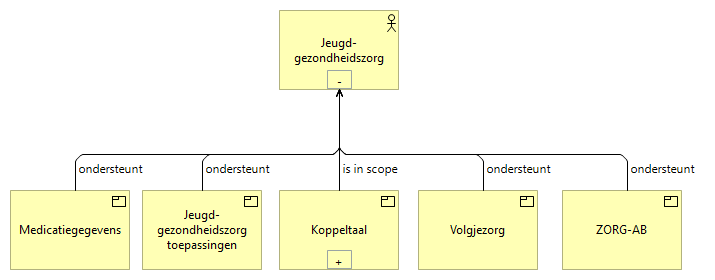 Jeugd-
gezondheidszorg
-
ondersteunt
ondersteunt
is in scope
ondersteunt
ondersteunt
Medicatiegegevens
Jeugd-
gezondheidszorg
toepassingen
Koppeltaal
+
Volgjezorg
ZORG-AB